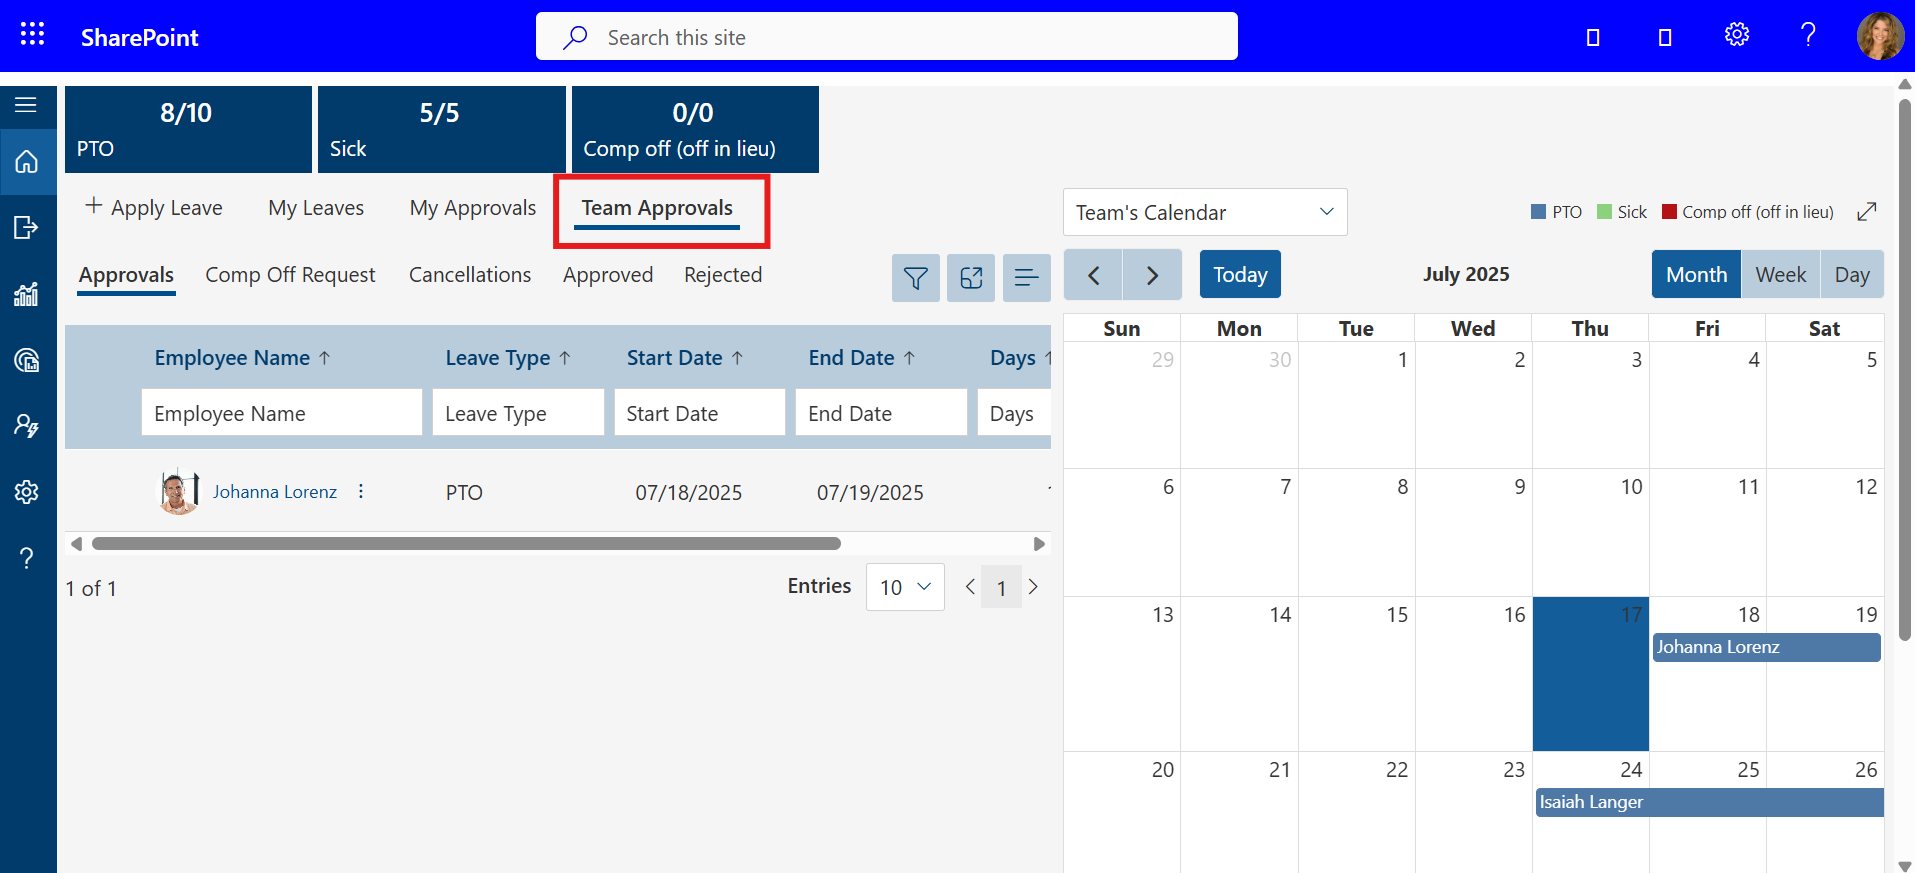 SharePoint
Search this site
8/10
PTO
5/5
Sick
0/0
Comp off (off in lieu)
+ Apply Leave My Leaves My Approvals Team Approvals
Approvals Comp Off Request Cancellations Approved Rejected
Employee Name ↑ Leave Type ↑ Start Date ↑ End Date ↑ Days ↑
Employee Name Leave Type Start Date End Date Days
Johanna Lorenz PTO 07/18/2025 07/19/2025
1 of 1
Entries 10 1
Team's Calendar
PTO Sick Comp off (off in lieu)
Today July 2025 Month Week Day
Sun Mon Tue Wed Thu Fri Sat
29 30 1 2 3 4 5
6 7 8 9 10 11 12
13 14 15 16 17 18 19
Johanna Lorenz
20 21 22 23 24 25 26
Isaiah Langer